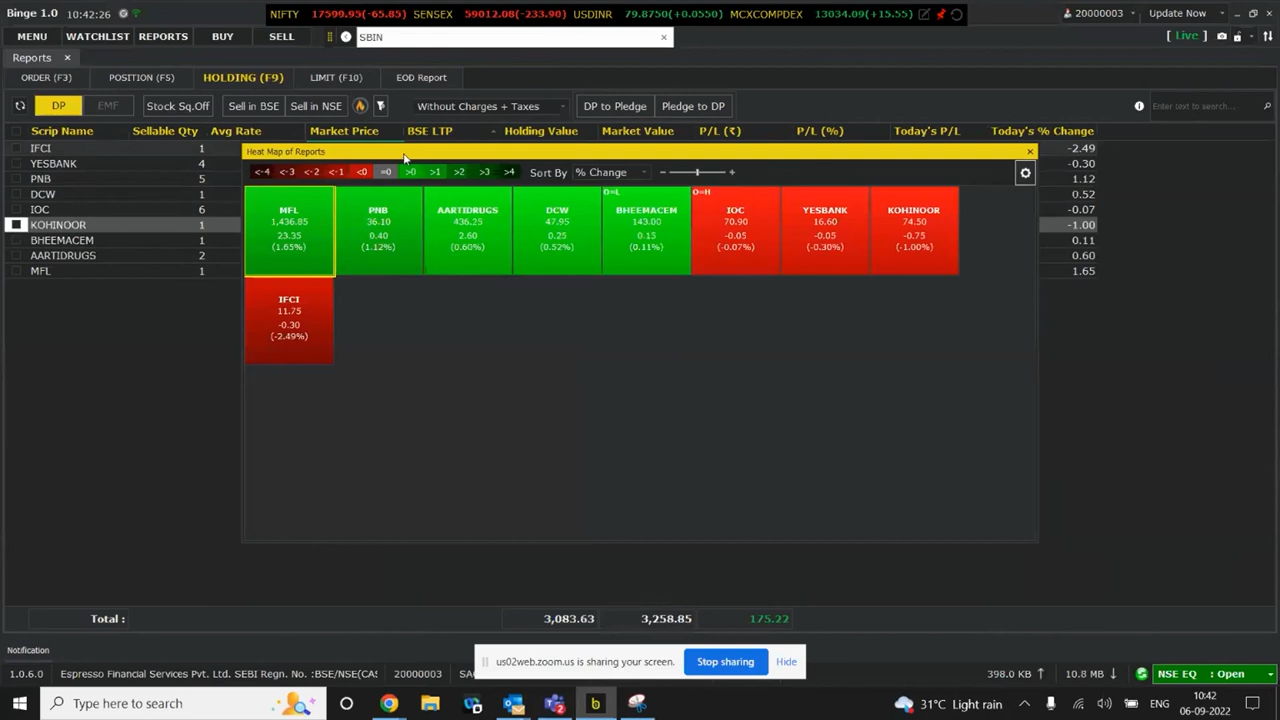 Binge 1.0
NIFTY 17599.95(-65.85) SENSEX 59012.08(-233.90) USDINR 79.8750(+0.0550) MCXCOMPDEX 13034.09(+15.55)
20000003
Update Now
10:42:26
MENU WATCHLIST REPORTS BUY SELL
SBIN
[ Live ]
Reports
ORDER (F3) POSITION (F5) HOLDING (F9) LIMIT (F10) EOD Report
DP EMF Stock Sq.Off Sell in BSE Sell in NSE Without Charges + Taxes DP to Pledge Pledge to DP Enter text to search...
Scrip Name Sellable Qty Avg Rate Market Price BSE LTP Holding Value Market Value P/L (₹) P/L (%) Today's P/L Today's % Change
IFCI 1 -2.49
YESBANK 4 -0.30
PNB 5 1.12
DCW 1 0.52
IOC 6 -0.07
KOHINOOR 1 -1.00
BHEEMACEM 1 0.11
AARTIDRUGS 2 0.60
MFL 1 1.65
Heat Map of Reports
<-4 <-3 <-2 <-1 <0 =0 >0 >1 >2 >3 >4 Sort By % Change
MFL
1,436.85
23.35
(1.65%)
PNB
36.10
0.40
(1.12%)
AARTIDRUGS
436.25
2.60
(0.60%)
DCW
47.95
0.25
(0.52%)
O=L
BHEEMACEM
143.00
0.15
(0.11%)
O=H
IOC
70.90
-0.05
(-0.07%)
YESBANK
16.60
-0.05
(-0.30%)
KOHINOOR
74.50
-0.75
(-1.00%)
IFCI
11.75
-0.30
(-2.49%)
Total : 3,083.63 3,258.85 175.22
Notification
us02web.zoom.us is sharing your screen. Stop sharing Hide
1.0.6.0 Espresso Financial Services Pvt. Ltd. SEBI Regn. No. :BSE/NSE(CAS 20000003 398.0 KB 10.8 MB NSE EQ : Open
Type here to search
31°C Light rain
ENG
10:42
06-09-2022